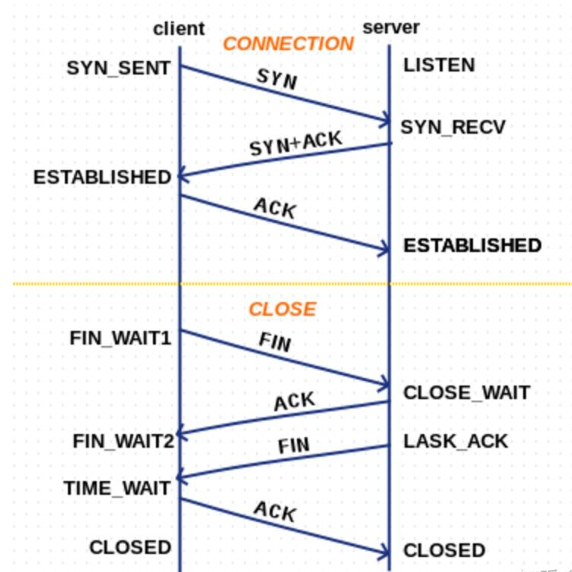 client
server
CONNECTION
SYN_SENT
SYN
LISTEN
SYN_RECV
SYN+ACK
ESTABLISHED
ACK
ESTABLISHED
CLOSE
FIN_WAIT1
FIN
CLOSE_WAIT
ACK
FIN_WAIT2
FIN
LASK_ACK
TIME_WAIT
ACK
CLOSED
CLOSED